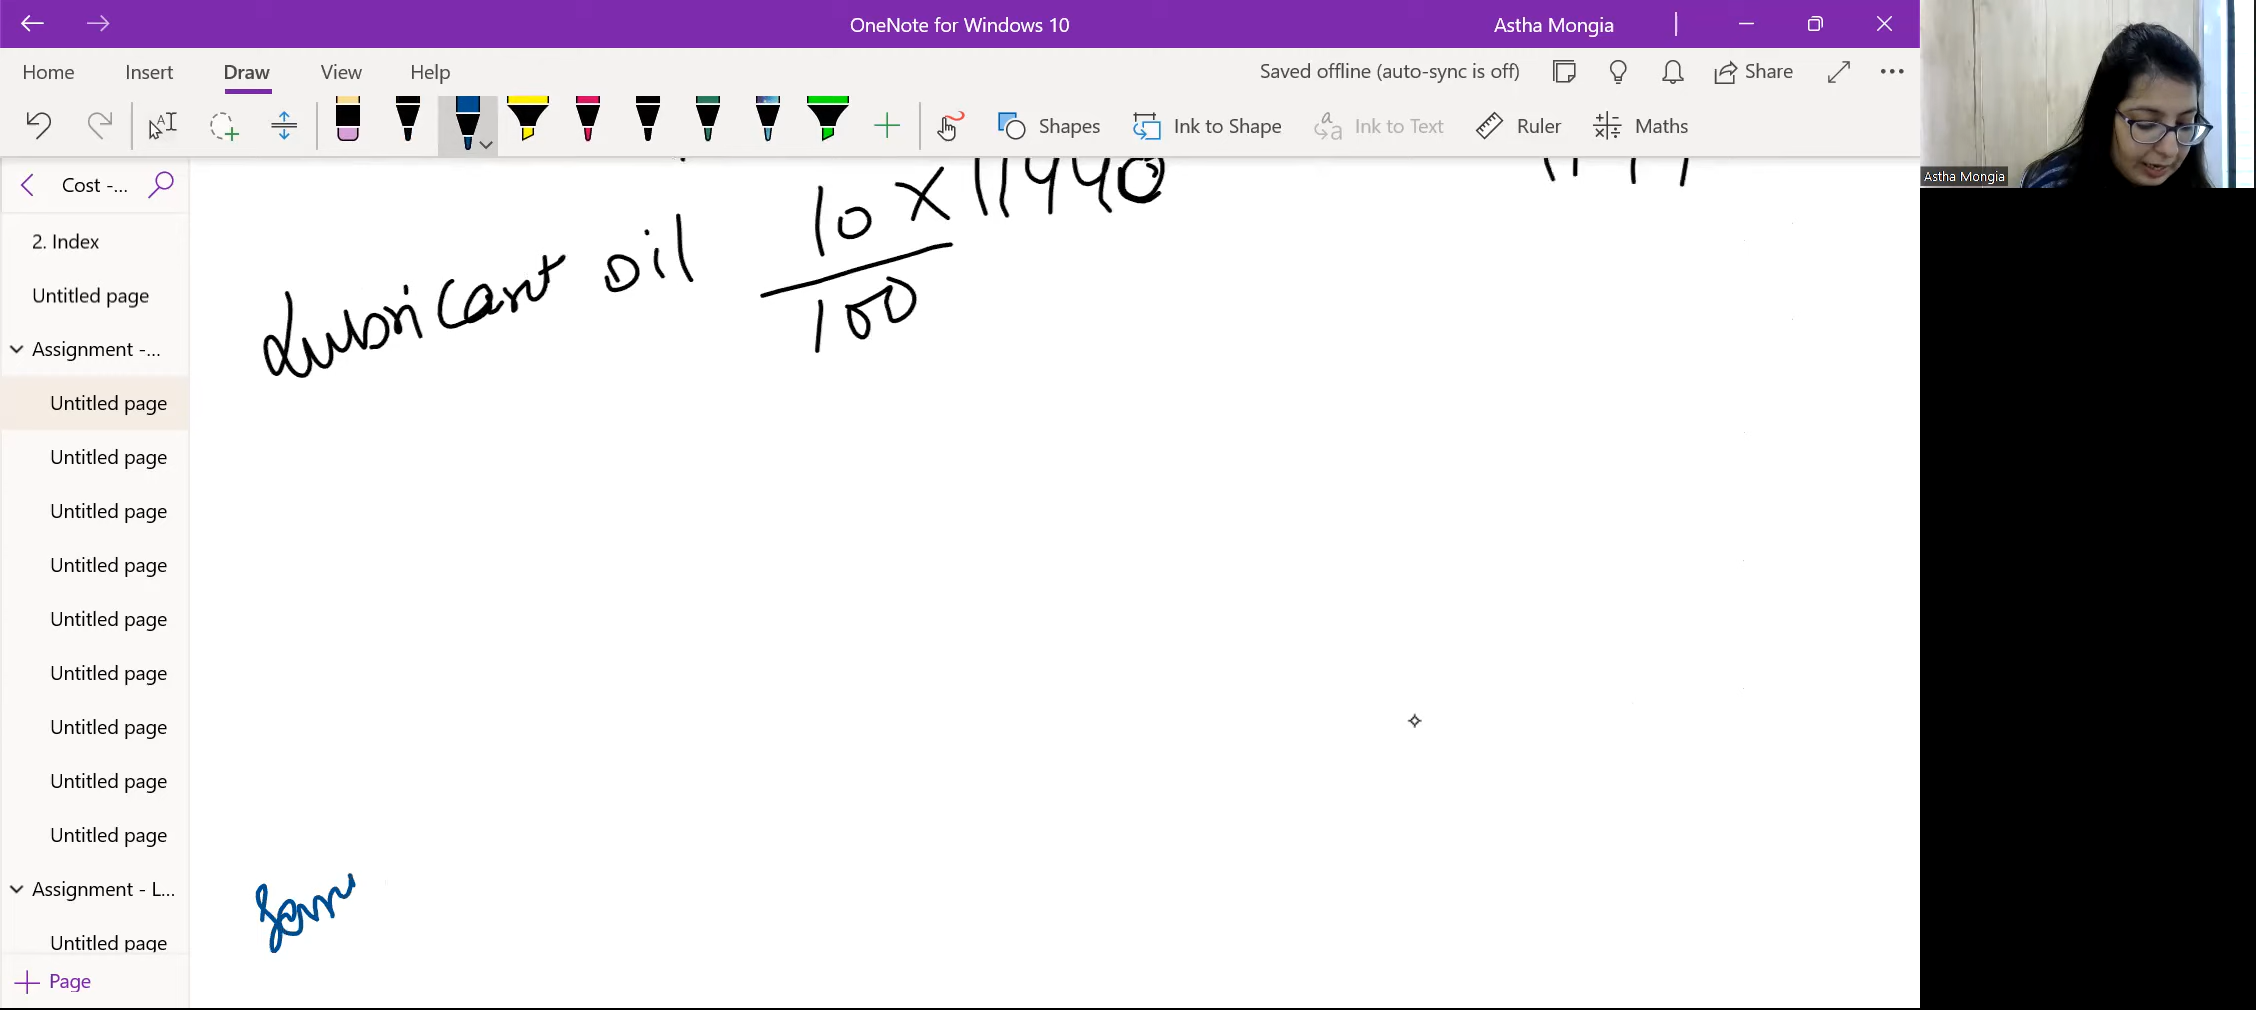 OneNote for Windows 10
Astha Mongia
Home Insert Draw View Help
Saved offline (auto-sync is off)
Share
Shapes
Ink to Shape
Ink to Text
Ruler
Maths
Cost -...
2. Index
Untitled page
Assignment -...
Untitled page
Untitled page
Untitled page
Untitled page
Untitled page
Untitled page
Untitled page
Untitled page
Untitled page
Assignment - L...
Untitled page
Page
Lubricant oil 10 x 11440
100
Astha Mongia